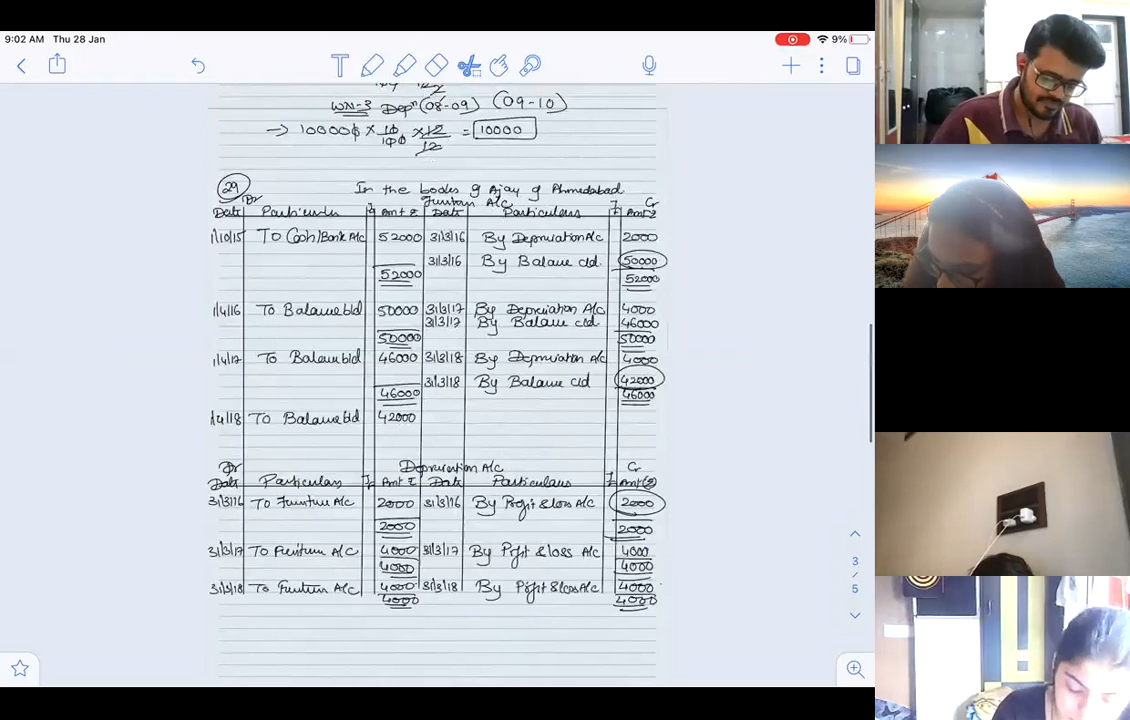 9:02 AM Thu 28 Jan
9%
WN-3 Depn (08-09) (09-10)
→ 100000 × 10/100 × 12/12 = 10000
29 In the books of Ajay of Ahmedabad
Dr Furniture A/c Cr
Date Particulars Amt ₹ Date Particulars Amt ₹
1/10/15 To Cash/Bank A/c 52000 31/3/16 By Depreciation A/c 2000
31/3/16 By Balance c/d. 50000
52000 52000
1/4/16 To Balance b/d 50000 31/3/17 By Depreciation A/c 4000
31/3/17 By Balance c/d 46000
50000 50000
1/4/17 To Balance b/d 46000 31/3/18 By Depreciation A/c 4000
31/3/18 By Balance c/d 42000
46000 46000
1/4/18 To Balance b/d 42000
Dr Depreciation A/c Cr
Date Particulars Amt ₹ Date Particulars Amt (₹)
31/3/16 To Furniture A/c 2000 31/3/16 By Profit & loss A/c 2000
2000 2000
31/3/17 To Furniture A/c 4000 31/3/17 By Profit & loss A/c 4000
4000 4000
31/3/18 To Furniture A/c 4000 31/3/18 By Profit & Loss A/c 4000
4000 4000
3
/
5